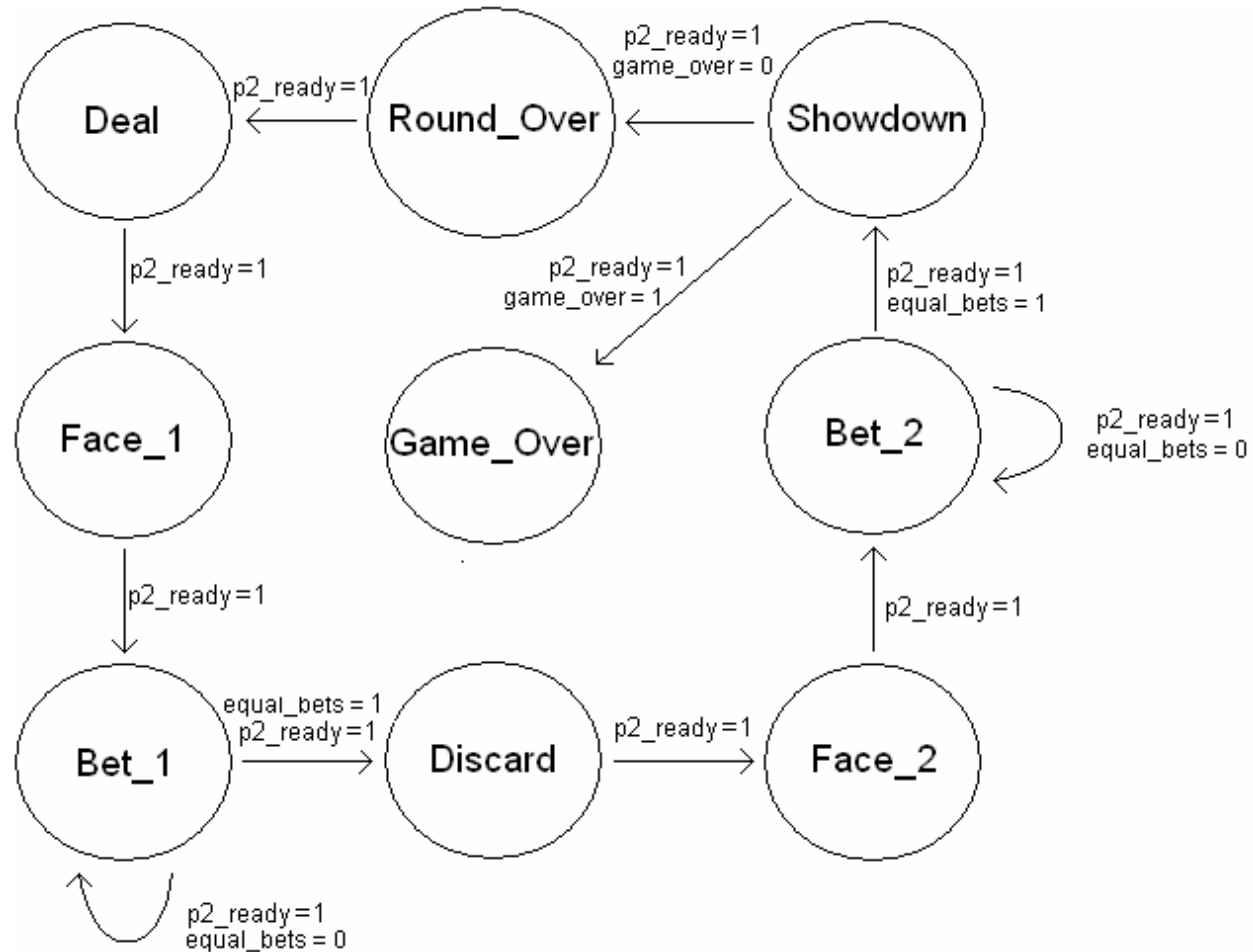 p2_ready=1
game_over = 0
p2_ready=1
Deal
Round_Over
Showdown
p2_ready=1
p2_ready=1
game_over = 1
p2_ready=1
equal_bets = 1
Face_1
Game_Over
Bet_2
p2_ready=1
equal_bets = 0
p2_ready=1
p2_ready=1
equal_bets = 1
p2_ready=1
p2_ready=1
Bet_1
Discard
Face_2
p2_ready=1
equal_bets = 0